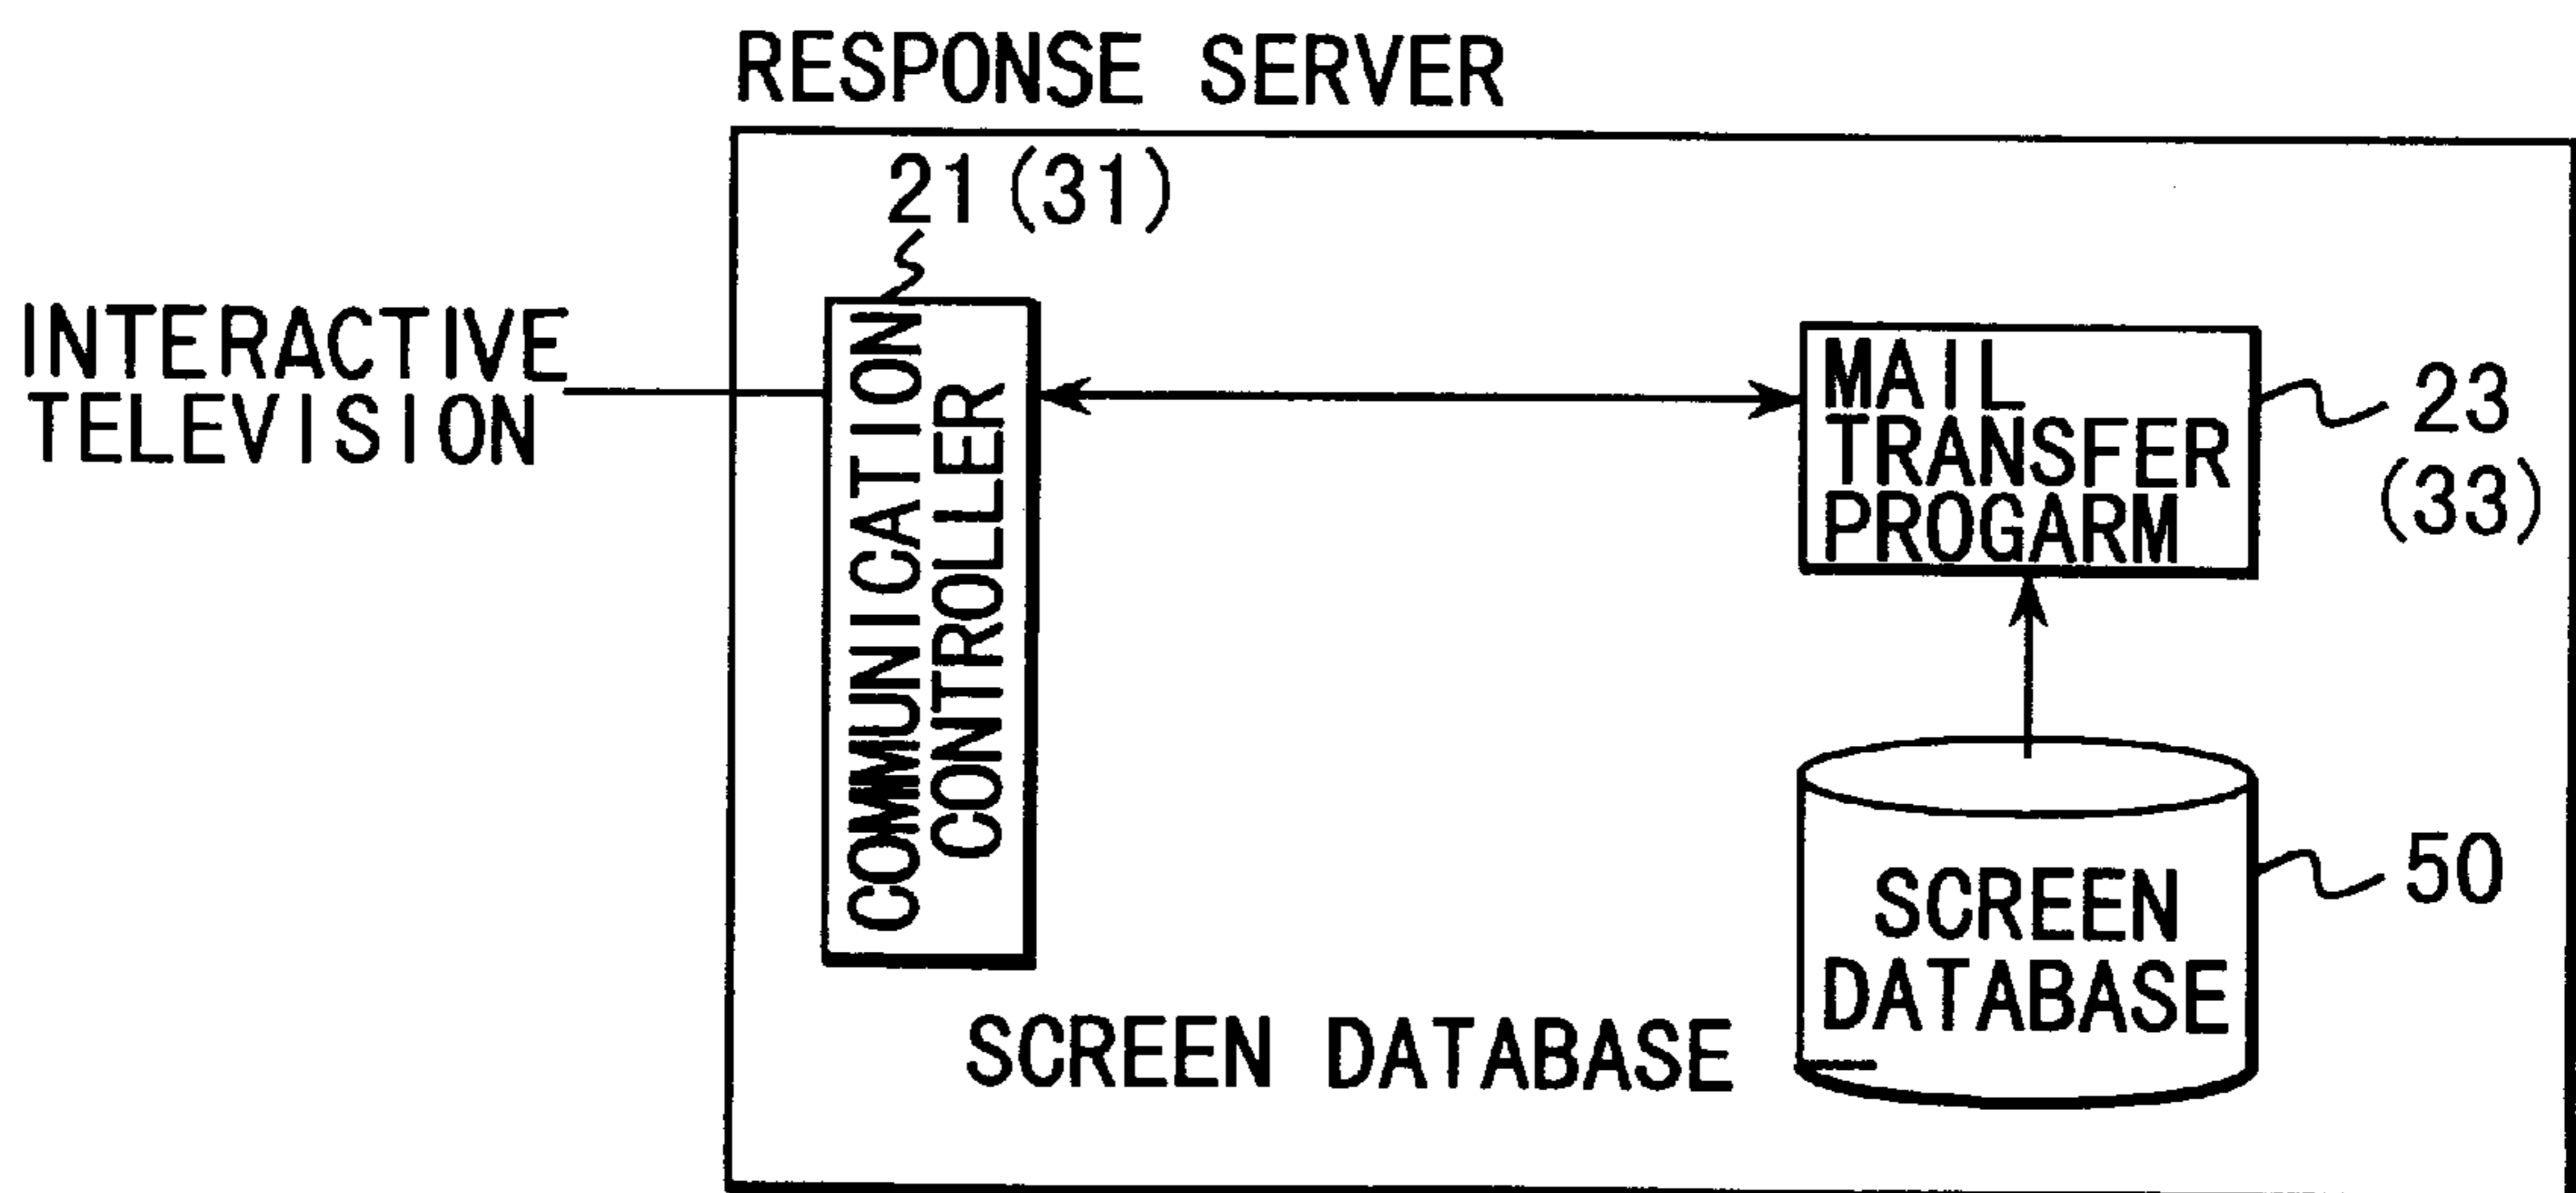 RESPONSE SERVER
21 (31)
INTERACTIVE
TELEVISION
COMMUNICATION
CONTROLLER
MAIL
TRANSFER
PROGARM
23
(33)
SCREEN
DATABASE
50
SCREEN DATABASE